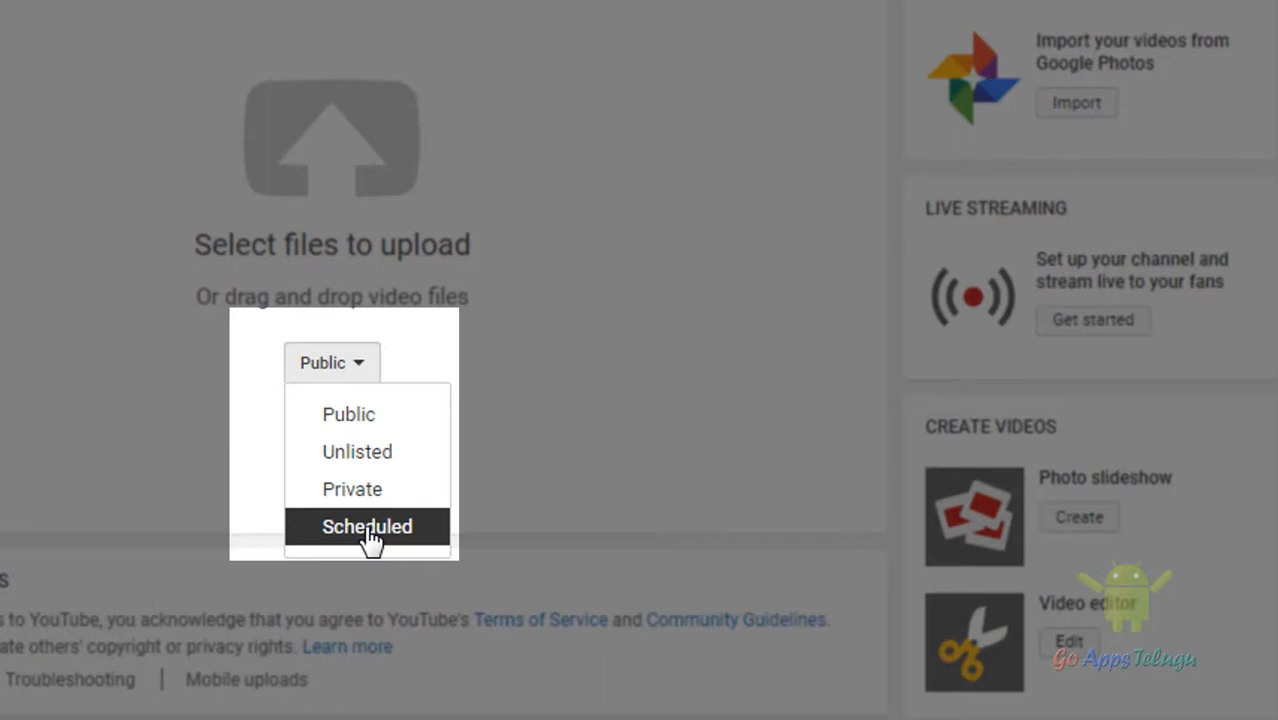 Import your videos from
Google Photos
Import
Select files to upload
Or drag and drop video files
LIVE STREAMING
Set up your channel and
stream live to your fans
Get started
Public
Public
Unlisted
Private
Scheduled
CREATE VIDEOS
Photo slideshow
Create
Video editor
Edit
S
s to YouTube, you acknowledge that you agree to YouTube's Terms of Service and Community Guidelines.
ate others' copyright or privacy rights. Learn more
Troubleshooting | Mobile uploads
Go Apps Telugu